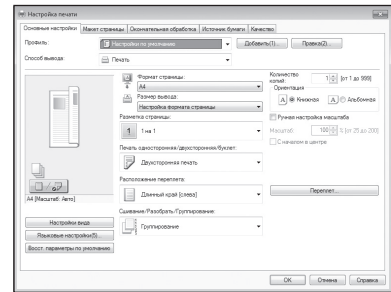 Настройка печати
Основные настройки Макет страницы Окончательная обработка Источник бумаги Качество
Профиль: Настройки по умолчанию Добавить(1)... Правка(2)...
Способ вывода: Печать
Формат страницы:
A4
Размер вывода:
Настройка формата страницы
Количество копий: 1 [от 1 до 999]
Ориентация
A Книжная A Альбомная
Разметка страницы:
1 1 на 1
Ручная настройка масштаба
Масштаб: 100 % [от 25 до 200]
С началом в центре
Печать односторонняя/двухсторонняя/буклет:
Двухсторонняя печать
Расположение переплета:
Длинный край [слева]
Переплет...
A4 [Масштаб: Авто]
Сшивание/Разобрать/Группирование:
Группирование
Настройки вида
Языковые настройки(5)...
Восст. параметры по умолчанию
OK Отмена Справка